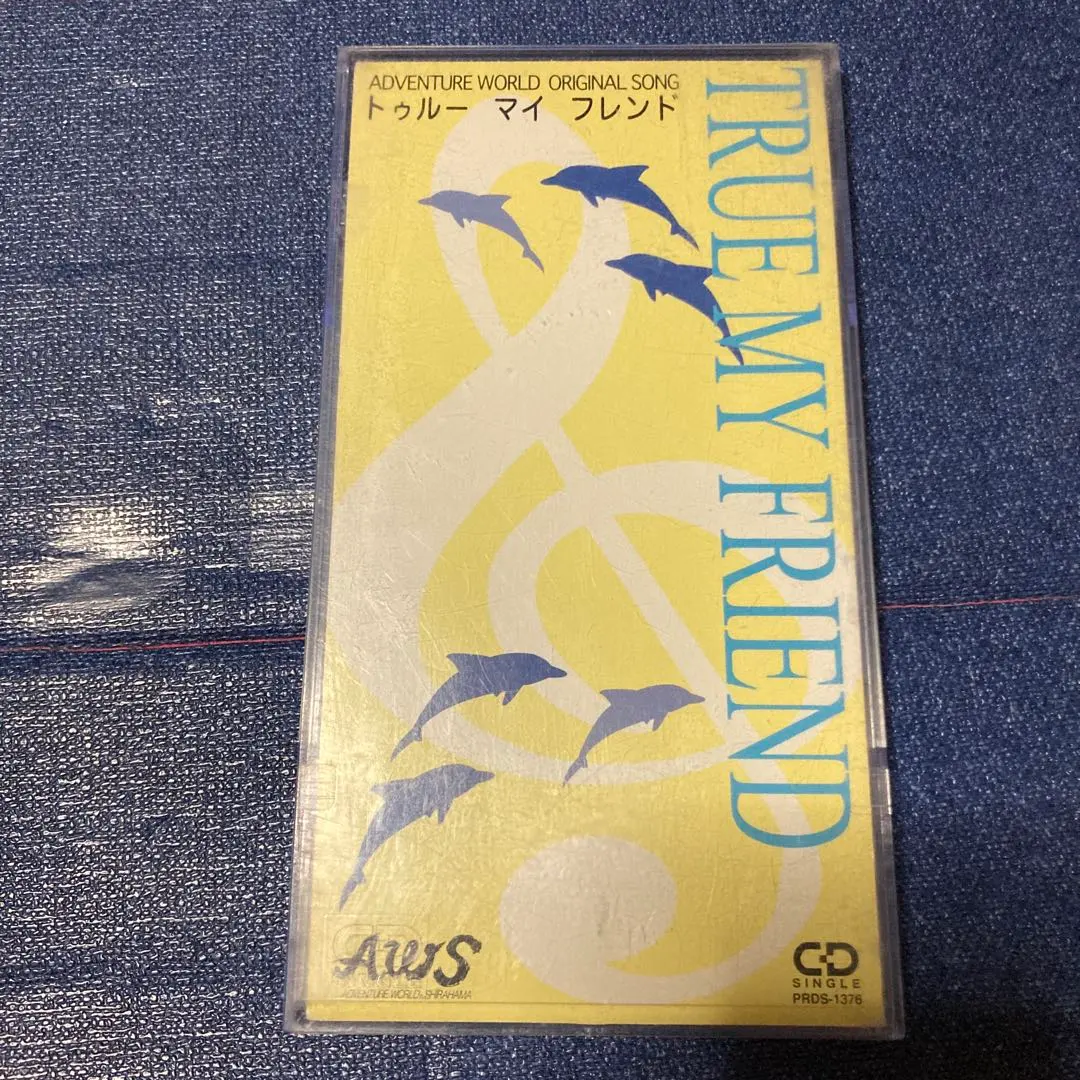 ADVENTURE WORLD ORIGINAL SONG
トゥルー マイ フレンド
TRUE MY FRIEND
AWS
ADVENTURE WORLD SHIRAHAMA
CD
SINGLE
PRDS-1376